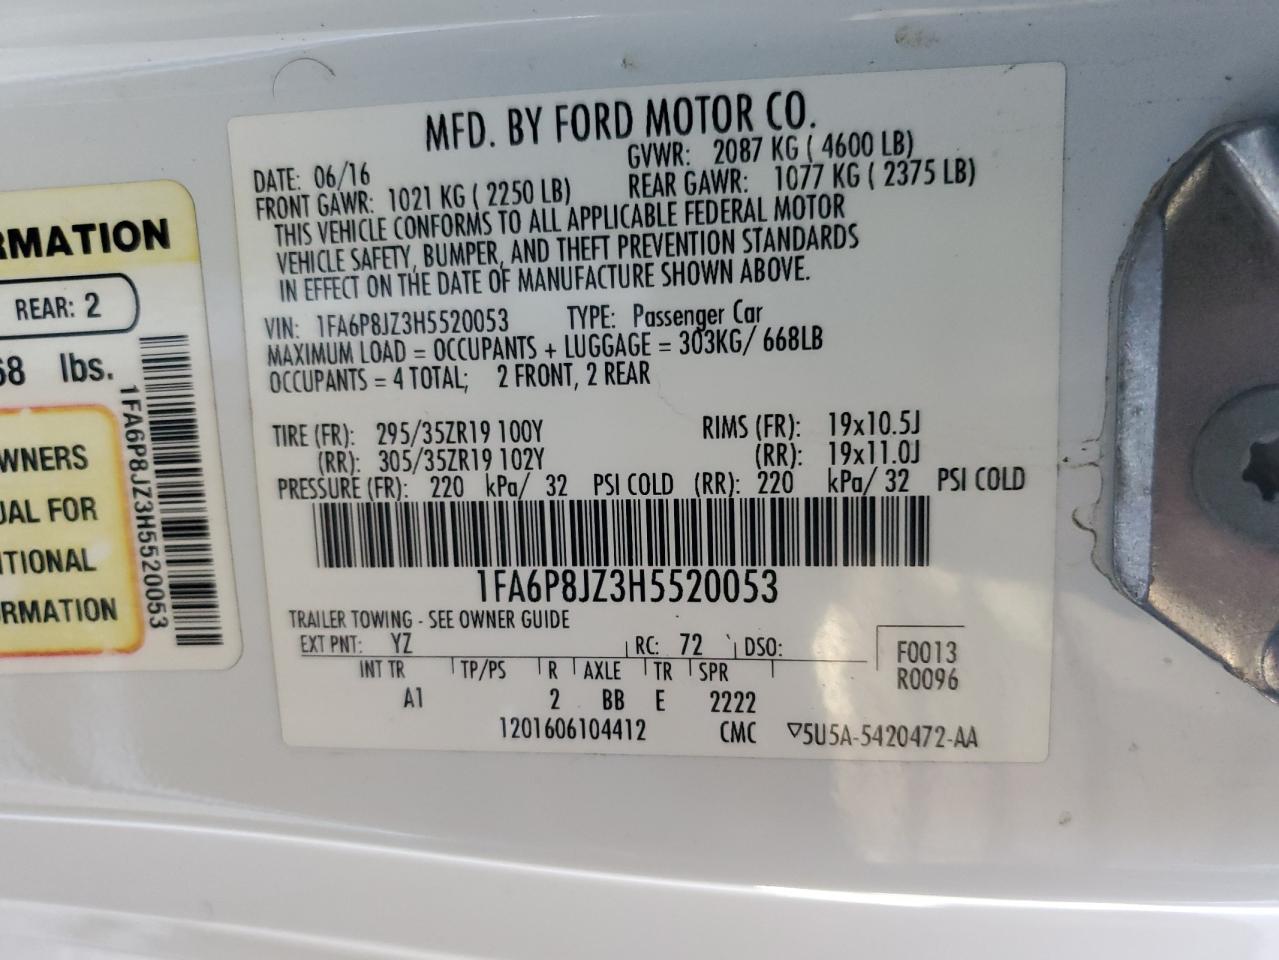 RMATION
REAR: 2
68 lbs.
WNERS
UAL FOR
ITIONAL
ORMATION
1FA6P8JZ3H5520053
MFD. BY FORD MOTOR CO.
DATE: 06/16 GVWR: 2087 KG ( 4600 LB)
FRONT GAWR: 1021 KG ( 2250 LB) REAR GAWR: 1077 KG ( 2375 LB)
THIS VEHICLE CONFORMS TO ALL APPLICABLE FEDERAL MOTOR
VEHICLE SAFETY, BUMPER, AND THEFT PREVENTION STANDARDS
IN EFFECT ON THE DATE OF MANUFACTURE SHOWN ABOVE.
VIN: 1FA6P8JZ3H5520053 TYPE: Passenger Car
MAXIMUM LOAD = OCCUPANTS + LUGGAGE = 303KG/ 668LB
OCCUPANTS = 4 TOTAL; 2 FRONT, 2 REAR
TIRE (FR): 295/35ZR19 100Y RIMS (FR): 19x10.5J
(RR): 305/35ZR19 102Y (RR): 19x11.0J
PRESSURE (FR): 220 kPa/ 32 PSI COLD (RR): 220 kPa/ 32 PSI COLD
1FA6P8JZ3H5520053
TRAILER TOWING - SEE OWNER GUIDE
EXT PNT: YZ RC: 72 DSO: F0013
INT TR TP/PS R AXLE TR SPR R0096
A1 2 BB E 2222
1201606104412 CMC ▽5U5A-5420472-AA